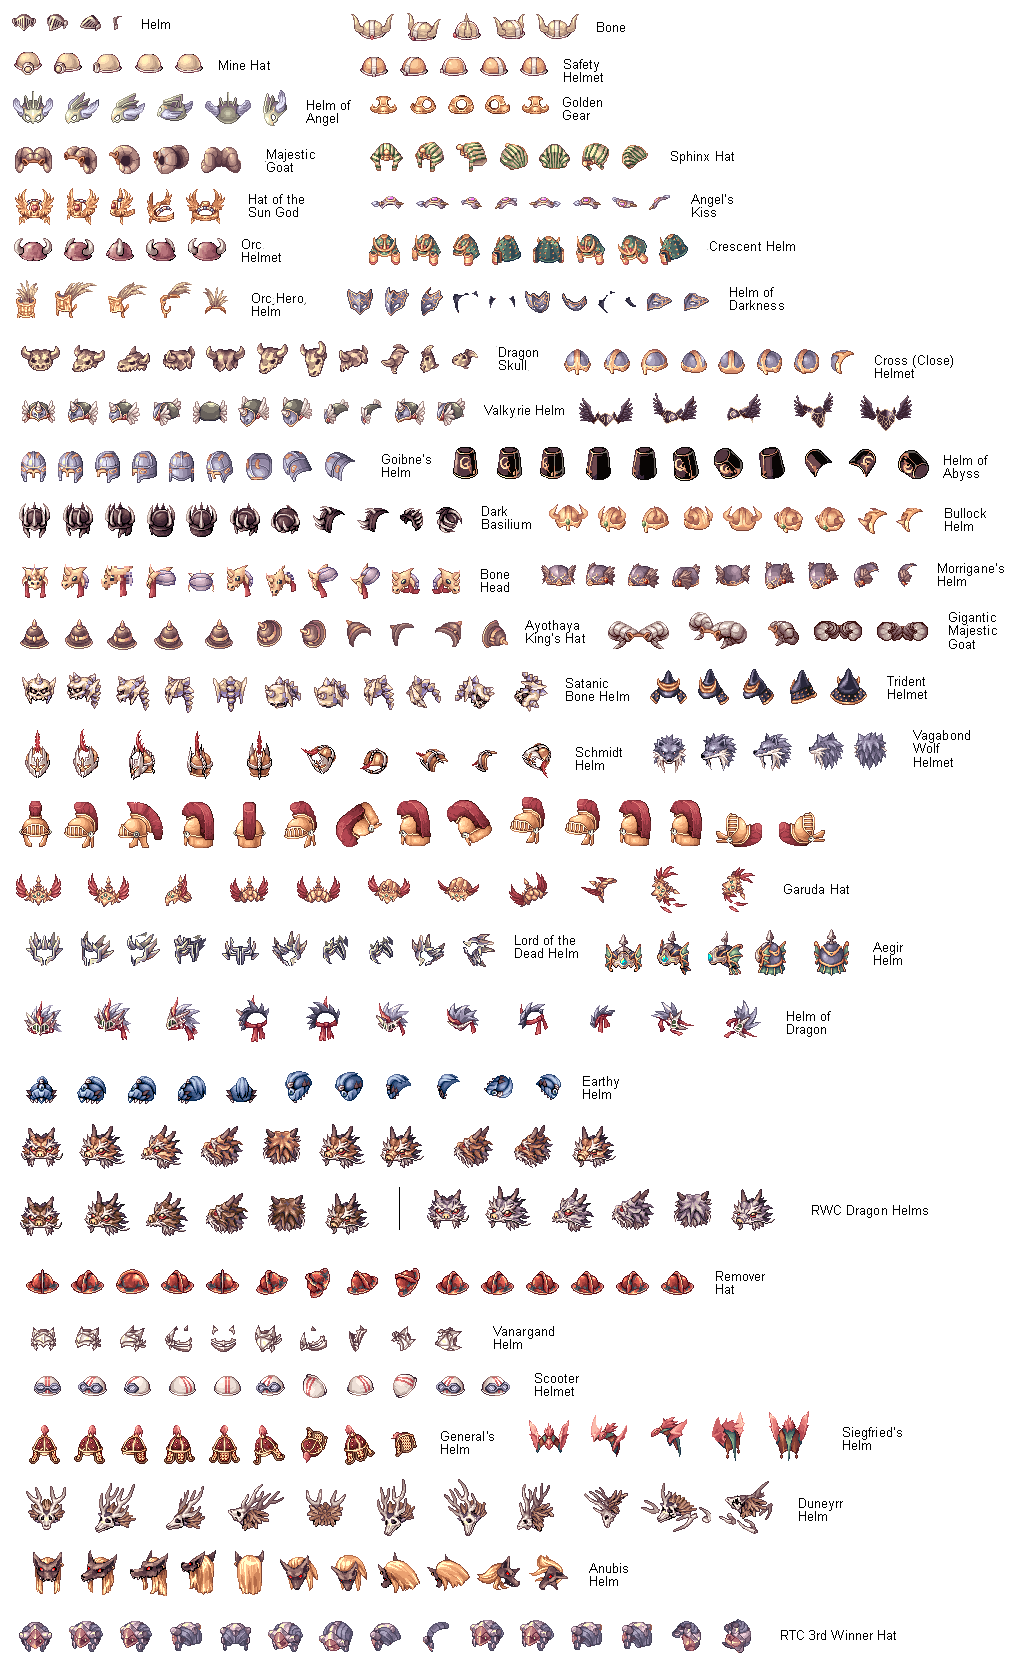 Helm
Bone
Mine Hat
Safety
Helmet
Helm of
Angel
Golden
Gear
Majestic
Goat
Sphinx Hat
Hat of the
Sun God
Angel's
Kiss
Orc
Helmet
Crescent Helm
Orc Hero,
Helm
Helm of
Darkness
Dragon
Skull
Cross (Close)
Helmet
Valkyrie Helm
Goibne's
Helm
Helm of
Abyss
Dark
Basilium
Bullock
Helm
Bone
Head
Morrigane's
Helm
Ayothaya
King's Hat
Gigantic
Majestic
Goat
Satanic
Bone Helm
Trident
Helmet
Schmidt
Helm
Vagabond
Wolf
Helmet
Garuda Hat
Lord of the
Dead Helm
Aegir
Helm
Helm of
Dragon
Earthy
Helm
RWC Dragon Helms
Remover
Hat
Vanargand
Helm
Scooter
Helmet
General's
Helm
Siegfried's
Helm
Duneyrr
Helm
Anubis
Helm
RTC 3rd Winner Hat